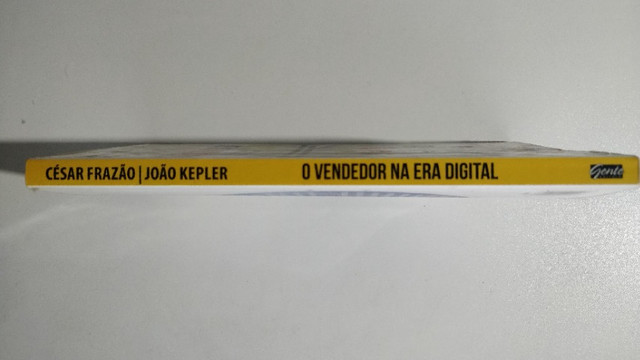 CÉSAR FRAZÃO | JOÃO KEPLER
O VENDEDOR NA ERA DIGITAL
Gente